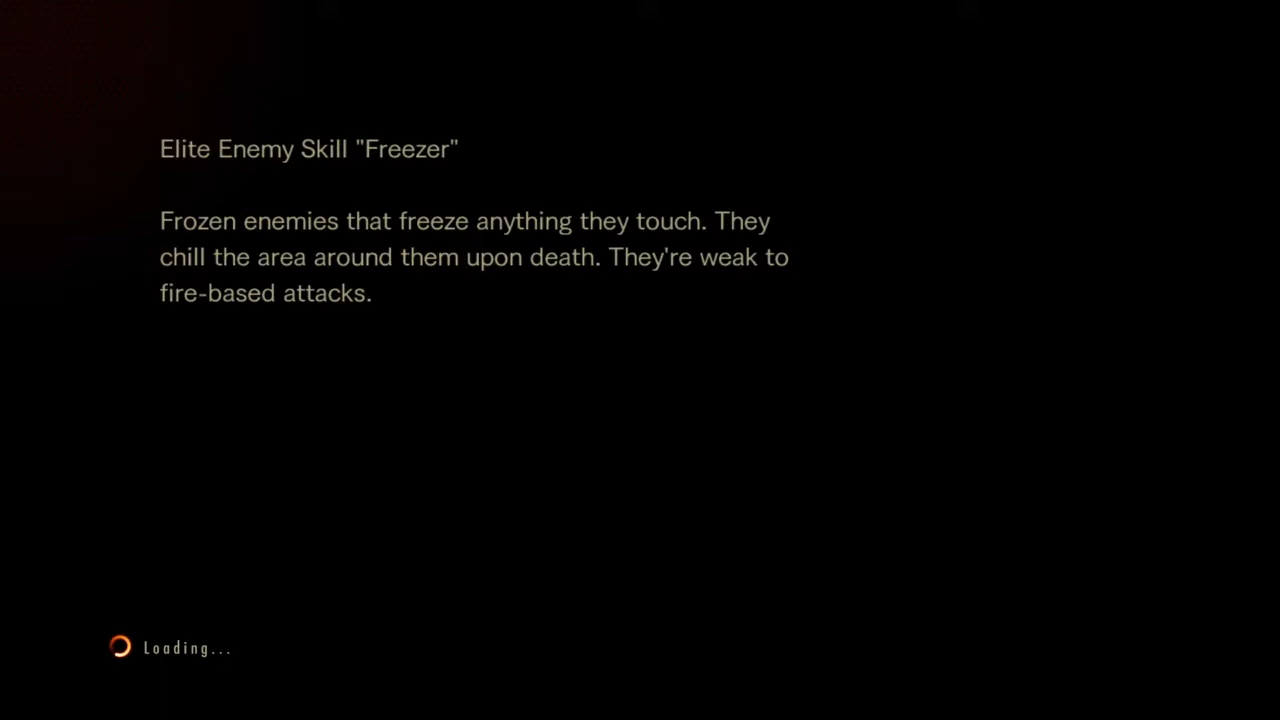 Elite Enemy Skill "Freezer"
Frozen enemies that freeze anything they touch. They
chill the area around them upon death. They're weak to
fire-based attacks.
Loading...